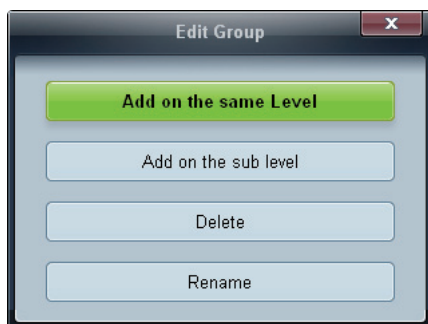 Edit Group
x
Add on the same Level
Add on the sub level
Delete
Rename